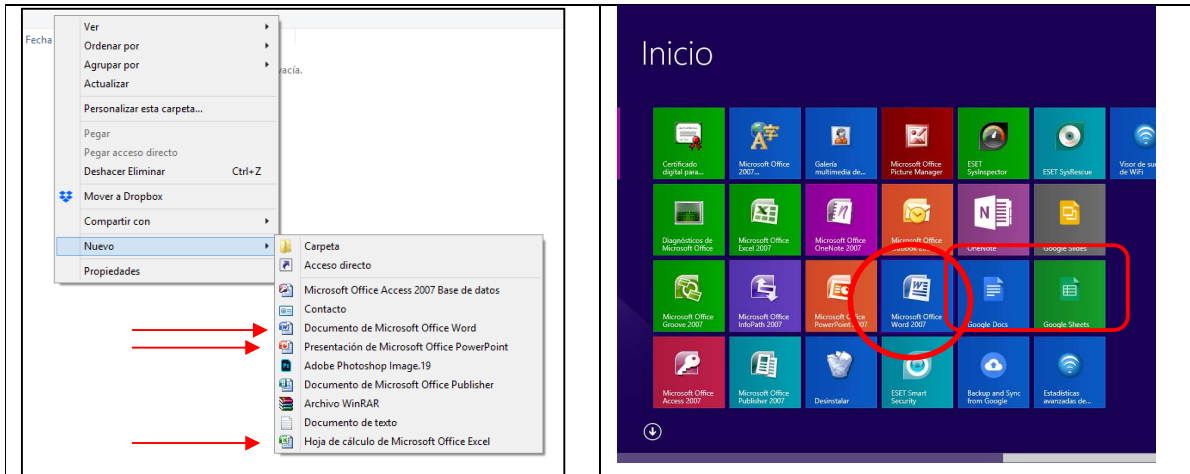 Fecha
vacía.
Ver
Ordenar por
Agrupar por
Actualizar
Personalizar esta carpeta...
Pegar
Pegar acceso directo
Deshacer Eliminar Ctrl+Z
Mover a Dropbox
Compartir con
Nuevo
Propiedades
Carpeta
Acceso directo
Microsoft Office Access 2007 Base de datos
Contacto
Documento de Microsoft Office Word
Presentación de Microsoft Office PowerPoint
Adobe Photoshop Image.19
Documento de Microsoft Office Publisher
Archivo WinRAR
Documento de texto
Hoja de cálculo de Microsoft Office Excel
Inicio
Certificado
digital para...
Microsoft Office
2007...
Galería
multimedia de...
Microsoft Office
Picture Manager
ESET
SysInspector
ESET SysRescue
Visor de su
de WiFi
Diagnósticos de
Microsoft Office
Microsoft Office
Excel 2007
Microsoft Office
OneNote 2007
Microsoft Office
Outlook 2007
OneNote
Google Slides
Microsoft Office
Groove 2007
Microsoft Office
InfoPath 2007
Microsoft Office
PowerPoint 2007
Microsoft Office
Word 2007
Google Docs
Google Sheets
Microsoft Office
Access 2007
Microsoft Office
Publisher 2007
Desinstalar
ESET Smart
Security
Backup and Sync
from Google
Estadísticas
avanzadas de...